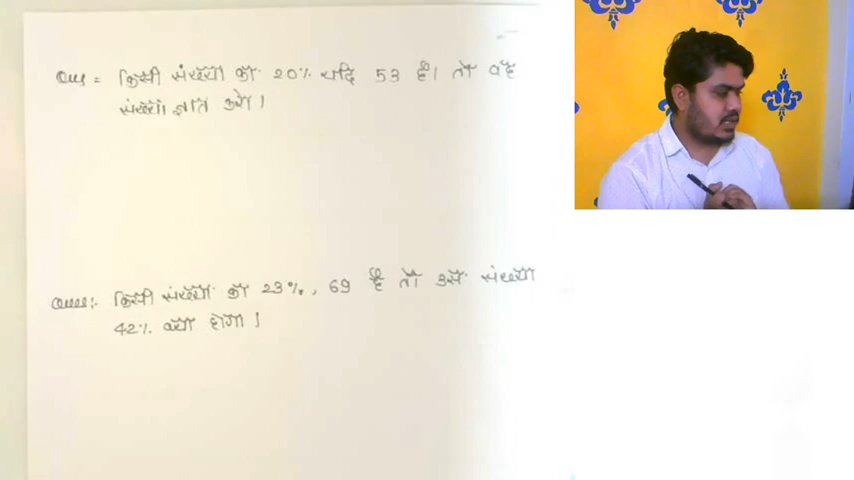 Que = किसी संख्या का 20% यदि 53 है। तो वह
संख्या ज्ञात करो।
Que:- किसी संख्या का 23%, 69 है तो उस संख्या
42% क्या होगा।